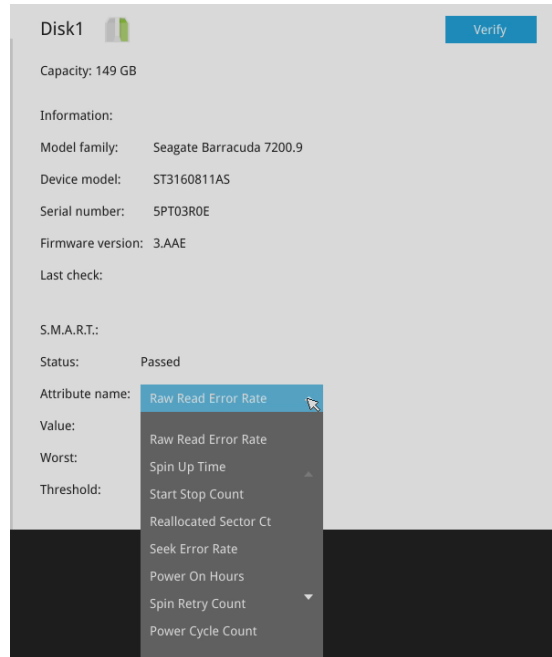 Disk1
Verify
Capacity: 149 GB
Information:
Model family: Seagate Barracuda 7200.9
Device model: ST3160811AS
Serial number: 5PT03R0E
Firmware version: 3.AAE
Last check:
S.M.A.R.T.:
Status: Passed
Attribute name: Raw Read Error Rate
Value:
Worst:
Threshold:
Raw Read Error Rate
Spin Up Time
Start Stop Count
Reallocated Sector Ct
Seek Error Rate
Power On Hours
Spin Retry Count
Power Cycle Count